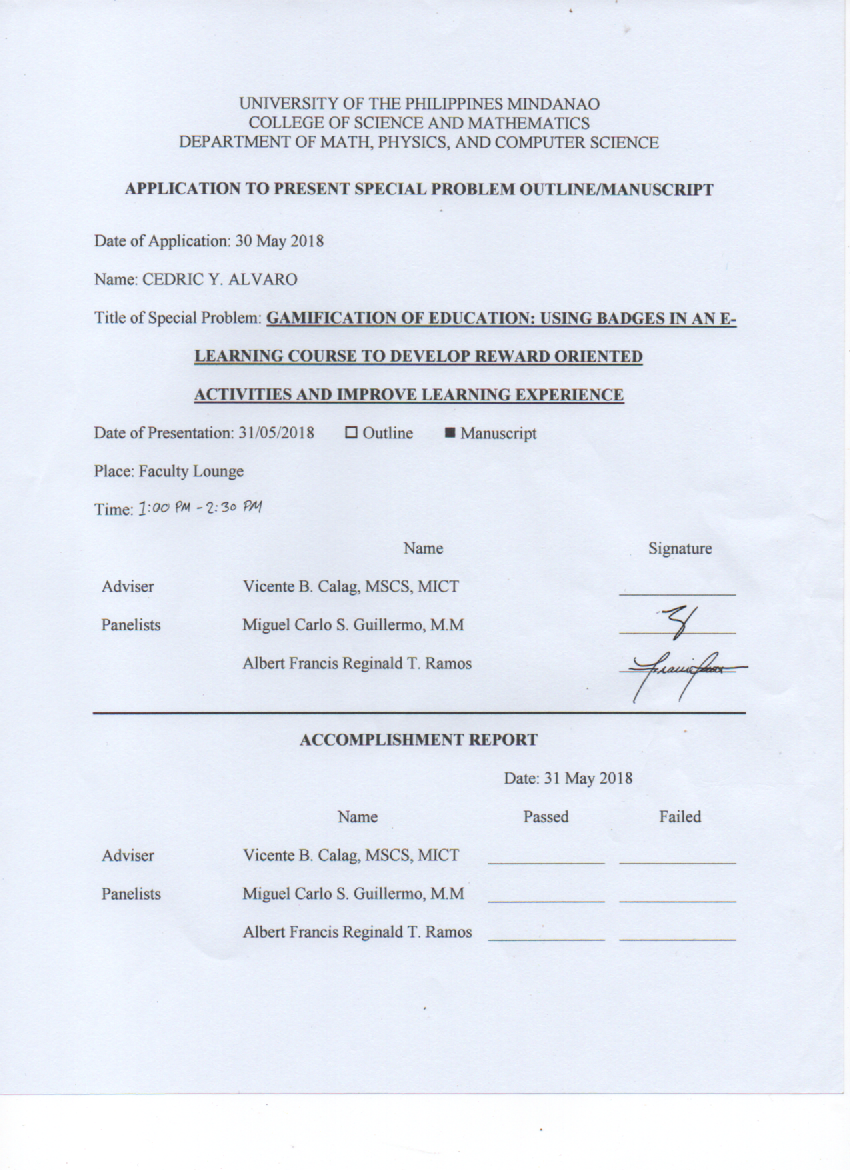 UNIVERSITY OF THE PHILIPPINES MINDANAO
COLLEGE OF SCIENCE AND MATHEMATICS
DEPARTMENT OF MATH, PHYSICS, AND COMPUTER SCIENCE
APPLICATION TO PRESENT SPECIAL PROBLEM OUTLINE/MANUSCRIPT
Date of Application: 30 May 2018
Name: CEDRIC Y. ALVARO
Title of Special Problem: GAMIFICATION OF EDUCATION: USING BADGES IN AN E-
LEARNING COURSE TO DEVELOP REWARD ORIENTED
ACTIVITIES AND IMPROVE LEARNING EXPERIENCE
Date of Presentation: 31/05/2018 ☐ Outline ■ Manuscript
Place: Faculty Lounge
Time: 1:00 PM - 2:30 PM
Name Signature
Adviser Vicente B. Calag, MSCS, MICT
Panelists Miguel Carlo S. Guillermo, M.M
Albert Francis Reginald T. Ramos
ACCOMPLISHMENT REPORT
Date: 31 May 2018
Name Passed Failed
Adviser Vicente B. Calag, MSCS, MICT
Panelists Miguel Carlo S. Guillermo, M.M
Albert Francis Reginald T. Ramos